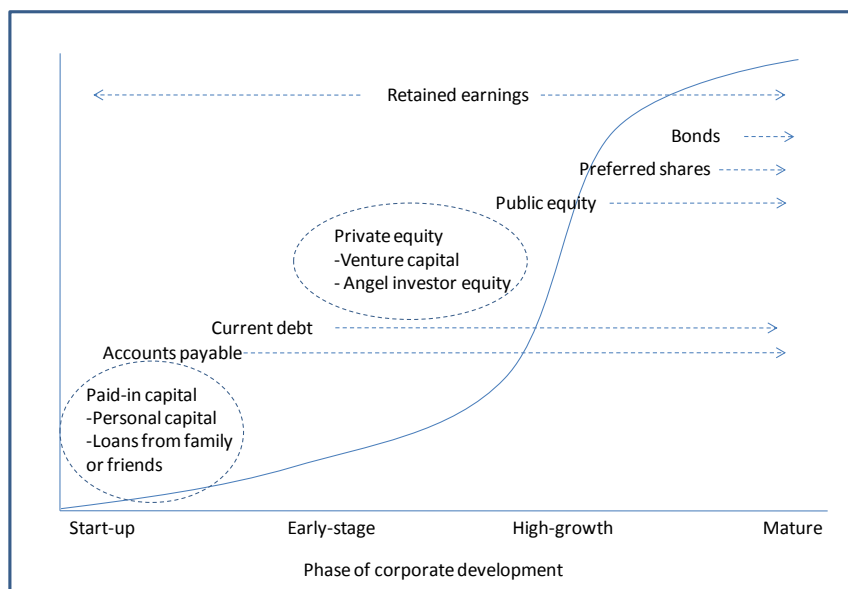 Retained earnings
Bonds
Preferred shares
Public equity
Private equity
-Venture capital
- Angel investor equity
Current debt
Accounts payable
Paid-in capital
-Personal capital
-Loans from family
or friends
Start-up
Early-stage
High-growth
Mature
Phase of corporate development